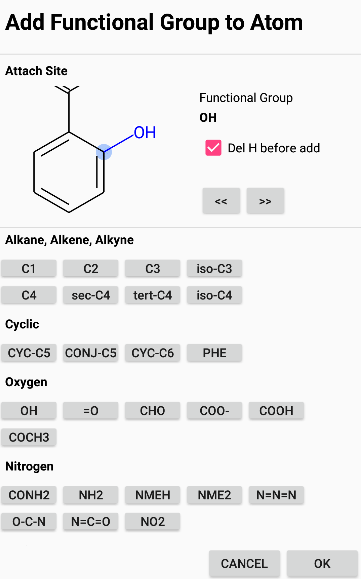 Add Functional Group to Atom
Attach Site
OH
Functional Group
OH
Del H before add
<< >>
Alkane, Alkene, Alkyne
C1 C2 C3 iso-C3
C4 sec-C4 tert-C4 iso-C4
Cyclic
CYC-C5 CONJ-C5 CYC-C6 PHE
Oxygen
OH =O CHO COO- COOH
COCH3
Nitrogen
CONH2 NH2 NMEH NME2 N=N=N
O-C-N N=C=O NO2
CANCEL OK